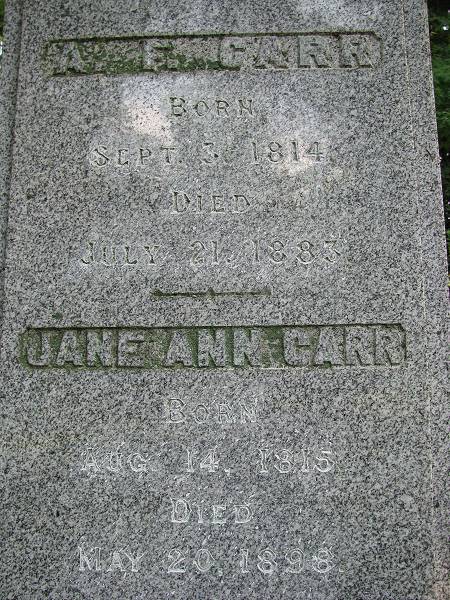 A. F. CARR
BORN
SEPT. 3, 1814
DIED
JULY 21, 1883
JANE ANN CARR
BORN
AUG. 14, 1815
DIED
MAY 20, 1898.